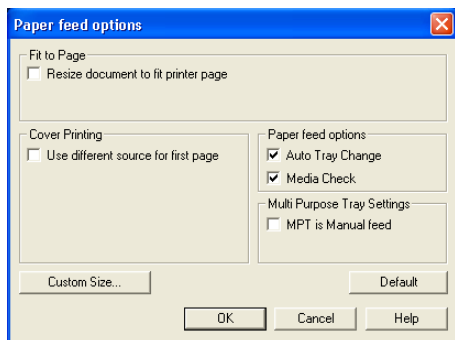 Paper feed options
Fit to Page
Resize document to fit printer page
Cover Printing
Use different source for first page
Paper feed options
Auto Tray Change
Media Check
Multi Purpose Tray Settings
MPT is Manual feed
Custom Size...
Default
OK
Cancel
Help